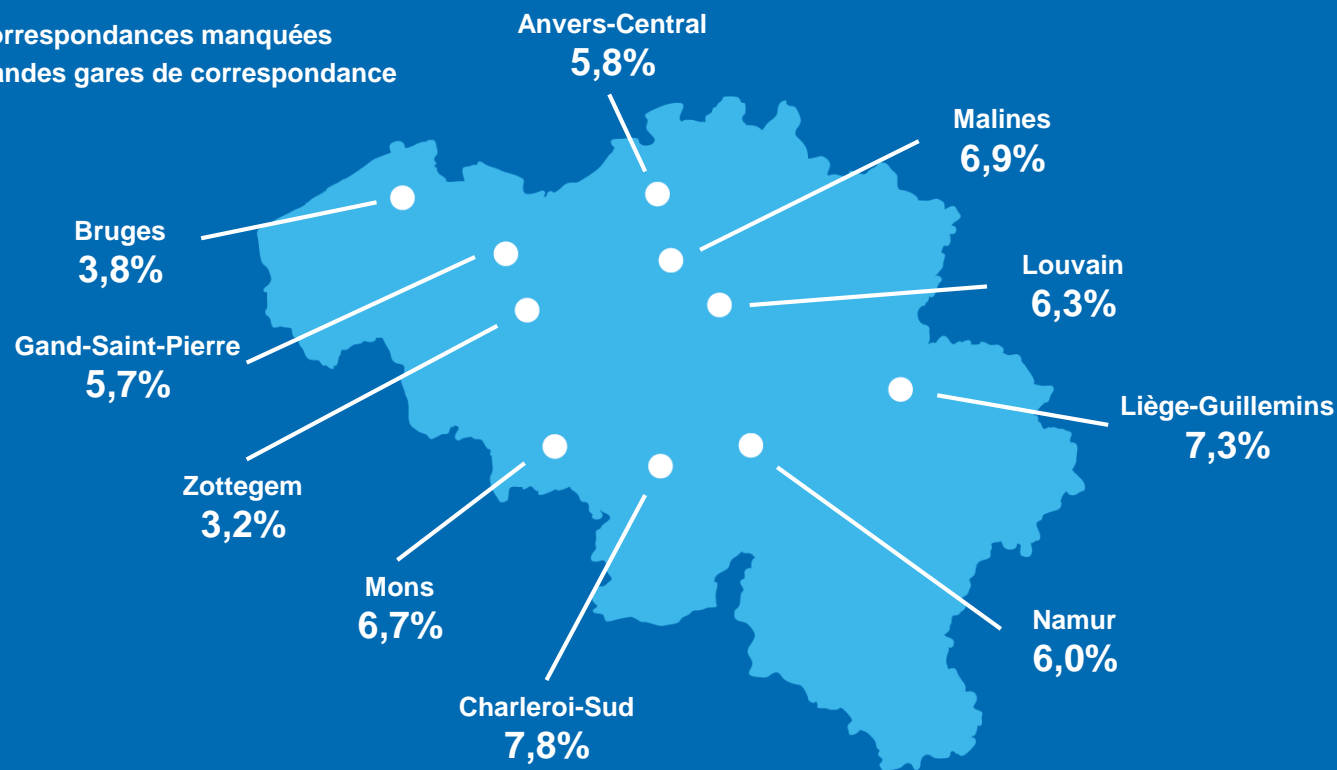 orrespondances manquées
andes gares de correspondance
Anvers-Central
5,8%
Malines
6,9%
Bruges
3,8%
Louvain
6,3%
Gand-Saint-Pierre
5,7%
Liège-Guillemins
7,3%
Zottegem
3,2%
Mons
6,7%
Namur
6,0%
Charleroi-Sud
7,8%